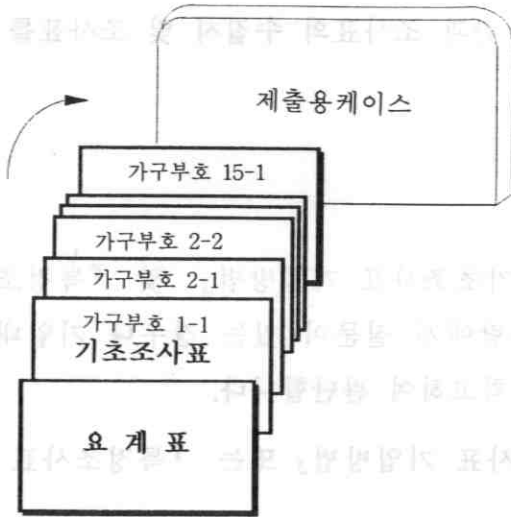 제출용케이스
가구부호 15-1
가구부호 2-2
가구부호 2-1
가구부호 1-1
기초조사표
요 계 표